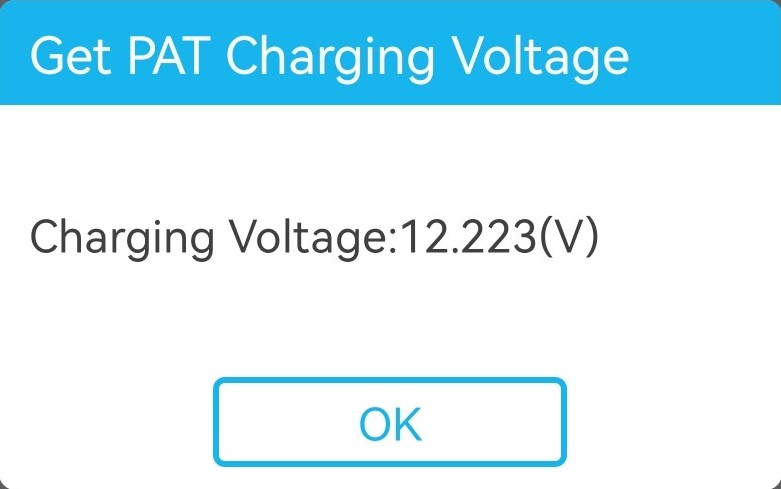 Get PAT Charging Voltage
Charging Voltage:12.223(V)
OK